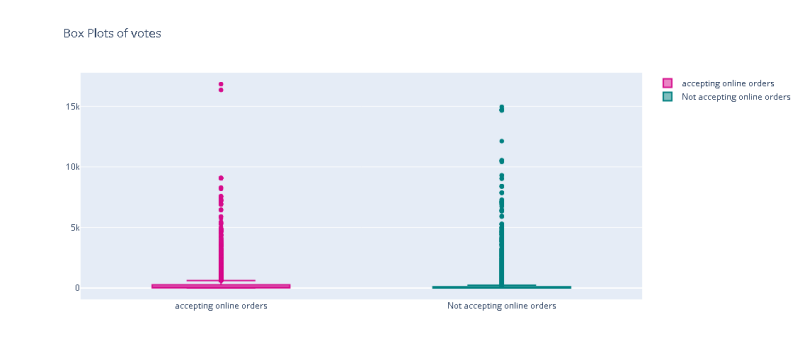 Box Plots of votes
accepting online orders
Not accepting online orders
15k
10k
5k
0
accepting online orders
Not accepting online orders